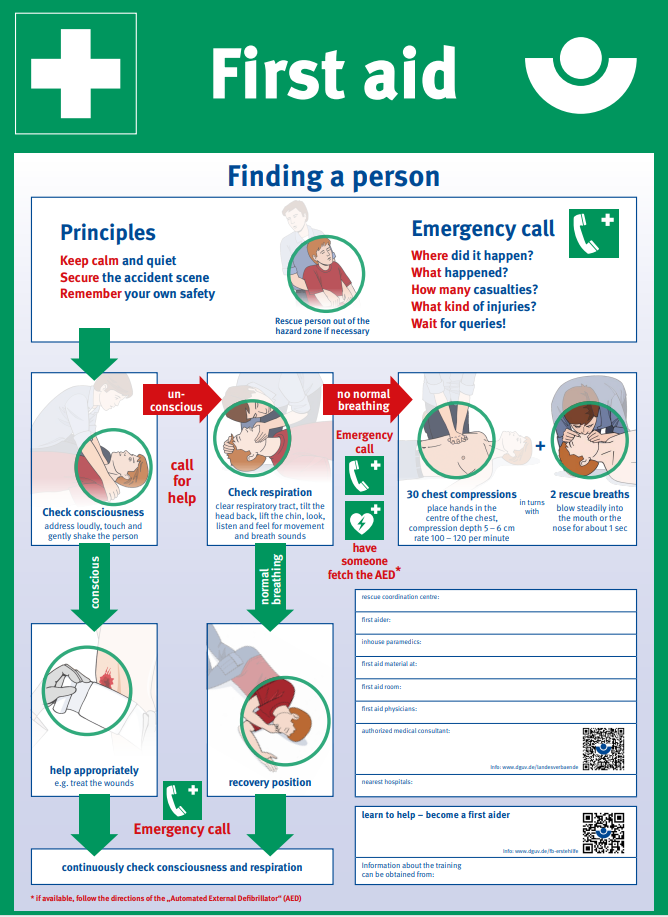 First aid
Finding a person
Principles
Keep calm and quiet
Secure the accident scene
Remember your own safety
Rescue person out of the
hazard zone if necessary
Emergency call
Where did it happen?
What happened?
How many casualties?
What kind of injuries?
Wait for queries!
Check consciousness
address loudly, touch and
gently shake the person
un-
conscious
call
for
help
Check respiration
clear respiratory tract, tilt the
head back, lift the chin, look,
listen and feel for movement
and breath sounds
no normal
breathing
Emergency
call
have
someone
fetch the AED*
30 chest compressions
place hands in the
centre of the chest,
compression depth 5 – 6 cm
rate 100 – 120 per minute
+
in turns
with
2 rescue breaths
blow steadily into
the mouth or the
nose for about 1 sec
conscious
normal
breathing
help appropriately
e.g. treat the wounds
recovery position
Emergency call
continuously check consciousness and respiration
rescue coordination centre:
first aider:
inhouse paramedics:
first aid material at:
first aid room:
first aid physicians:
authorized medical consultant:
Info: www.dguv.de/landesverbaende
nearest hospitals:
learn to help – become a first aider
Info: www.dguv.de/fb-erstehilfe
Information about the training
can be obtained from:
* if available, follow the directions of the „Automated External Defibrillator“ (AED)